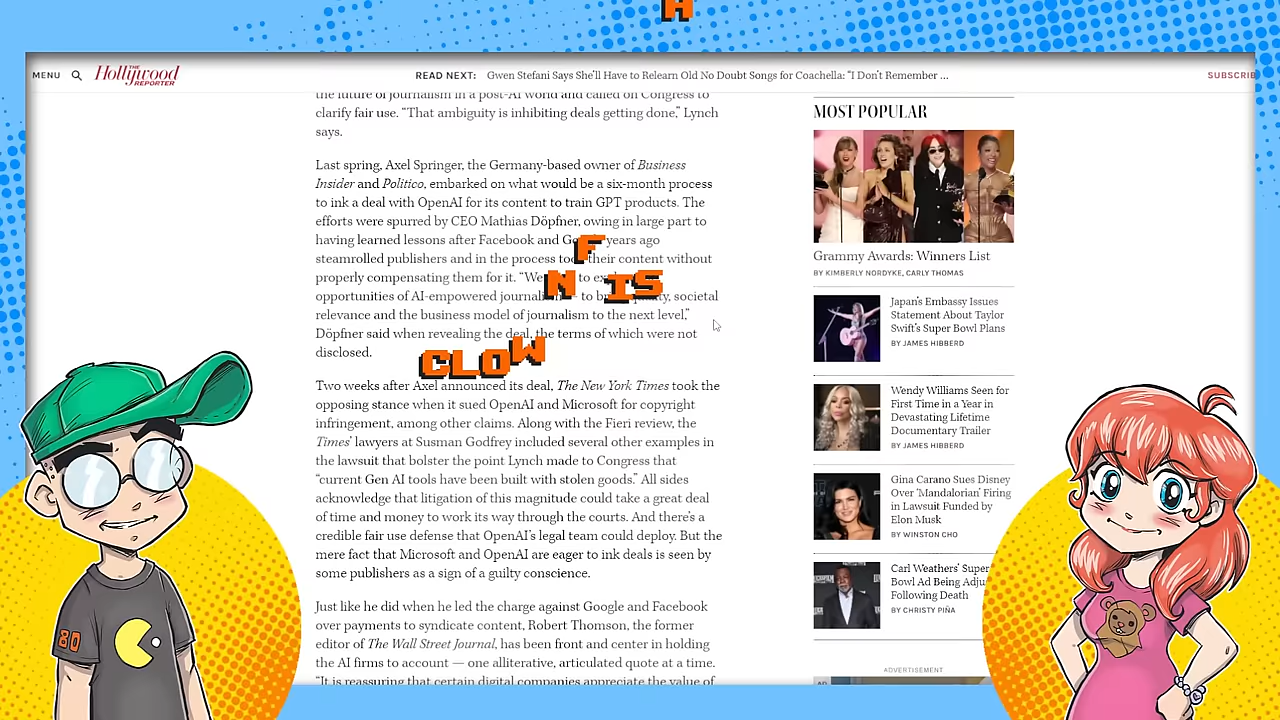 H
MENU
THE Hollywood REPORTER
READ NEXT: Gwen Stefani Says She'll Have to Relearn Old No Doubt Songs for Coachella: "I Don't Remember ...
SUBSCRIB
the future of journalism in a post-AI world and called on Congress to
clarify fair use. "That ambiguity is inhibiting deals getting done," Lynch
says.
Last spring, Axel Springer, the Germany-based owner of Business
Insider and Politico, embarked on what would be a six-month process
to ink a deal with OpenAI for its content to train GPT products. The
efforts were spurred by CEO Mathias Döpfner, owing in large part to
having learned lessons after Facebook and years ago
steamrolled publishers and in the process their content without
properly compensating them for it. "We to
opportunities of AI-empowered to societal
relevance and the business model of journalism to the next level,"
Döpfner said when revealing the deal, the terms of which were not
disclosed.
F
N IS
CLOW
Two weeks after Axel announced its deal, The New York Times took the
opposing stance when it sued OpenAI and Microsoft for copyright
infringement, among other claims. Along with the Fieri review, the
Times' lawyers at Susman Godfrey included several other examples in
the lawsuit that bolster the point Lynch made to Congress that
"current Gen AI tools have been built with stolen goods." All sides
acknowledge that litigation of this magnitude could take a great deal
of time and money to work its way through the courts. And there's a
credible fair use defense that OpenAI's legal team could deploy. But the
mere fact that Microsoft and OpenAI are eager to ink deals is seen by
some publishers as a sign of a guilty conscience.
Just like he did when he led the charge against Google and Facebook
over payments to syndicate content, Robert Thomson, the former
editor of The Wall Street Journal, has been front and center in holding
the AI firms to account — one alliterative, articulated quote at a time.
"It is reassuring that certain digital companies appreciate the value of
MOST POPULAR
Grammy Awards: Winners List
BY KIMBERLY NORDYKE, CARLY THOMAS
Japan's Embassy Issues
Statement About Taylor
Swift's Super Bowl Plans
BY JAMES HIBBERD
Wendy Williams Seen for
First Time in a Year in
Devastating Lifetime
Documentary Trailer
BY JAMES HIBBERD
Gina Carano Sues Disney
Over 'Mandalorian' Firing
in Lawsuit Funded by
Elon Musk
BY WINSTON CHO
Carl Weathers' Super
Bowl Ad Being
Following Death
BY CHRISTY PIÑA
ADVERTISEMENT
AD
80